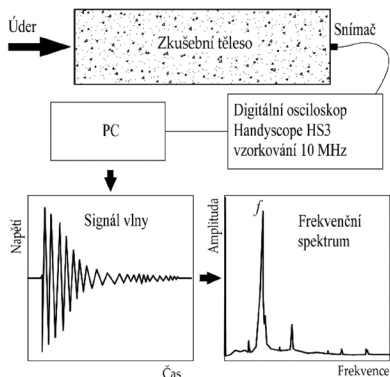 Úder
Zkušební těleso
Snímač
PC
Digitální osciloskop
Handyscope HS3
vzorkování 10 MHz
Napětí
Signál vlny
Čas
Amplituda
f
Frekvenční
spektrum
Frekvence